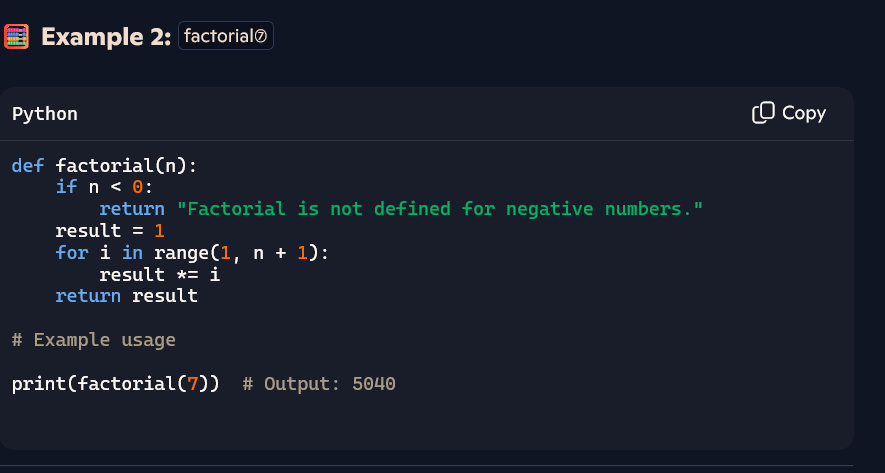 Example 2: factorial⑦
Python
Copy
def factorial(n):
    if n < 0:
        return "Factorial is not defined for negative numbers."
    result = 1
    for i in range(1, n + 1):
        result *= i
    return result
# Example usage
print(factorial(7))  # Output: 5040